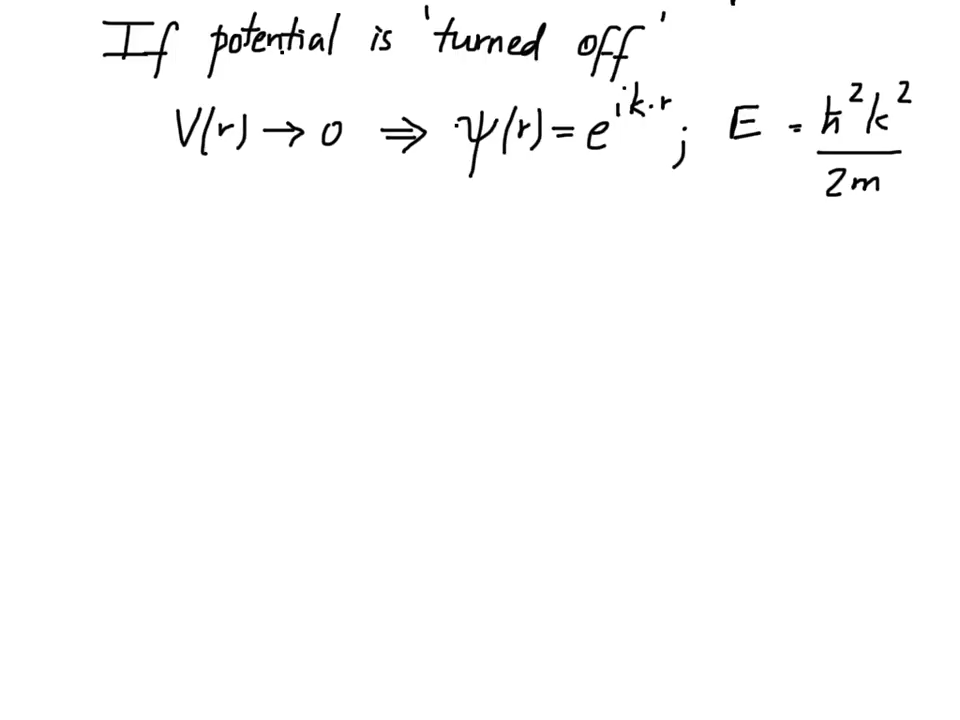 If potential is 'turned off'
V(r) → 0 ⇒ ψ(r) = e^{ik·r} ; E = ℏ²k²/2m